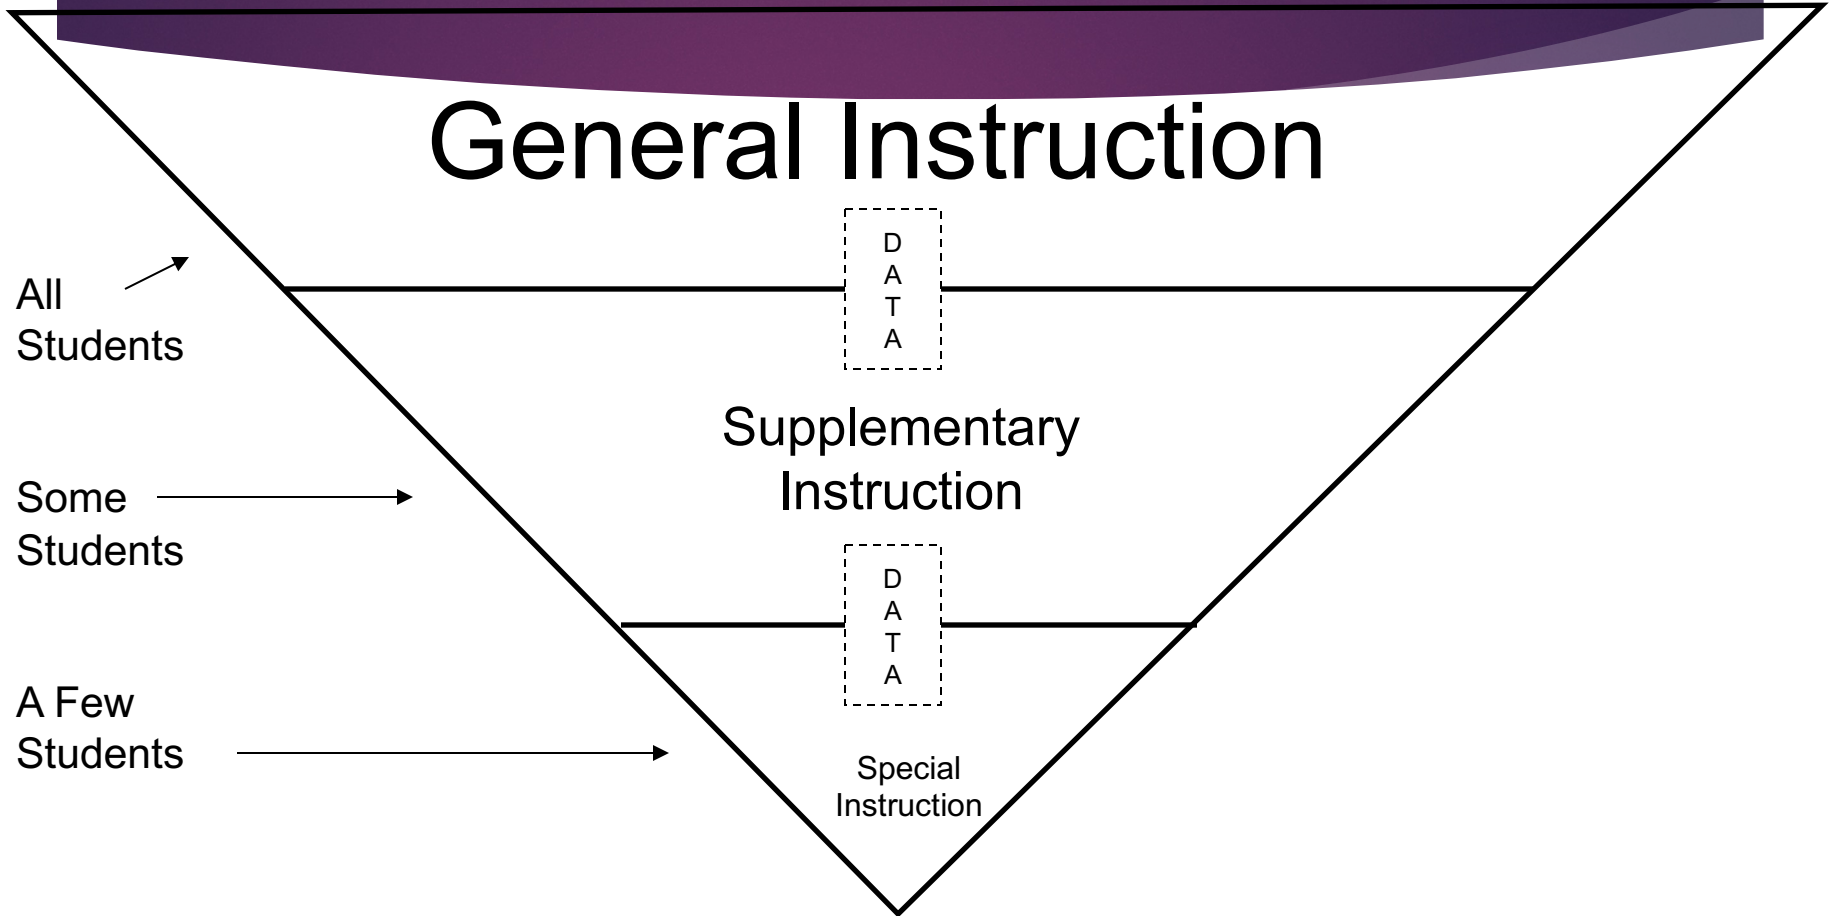 General Instruction
D
A
T
A
All
Students
Supplementary
Instruction
Some
Students
D
A
T
A
A Few
Students
Special
Instruction